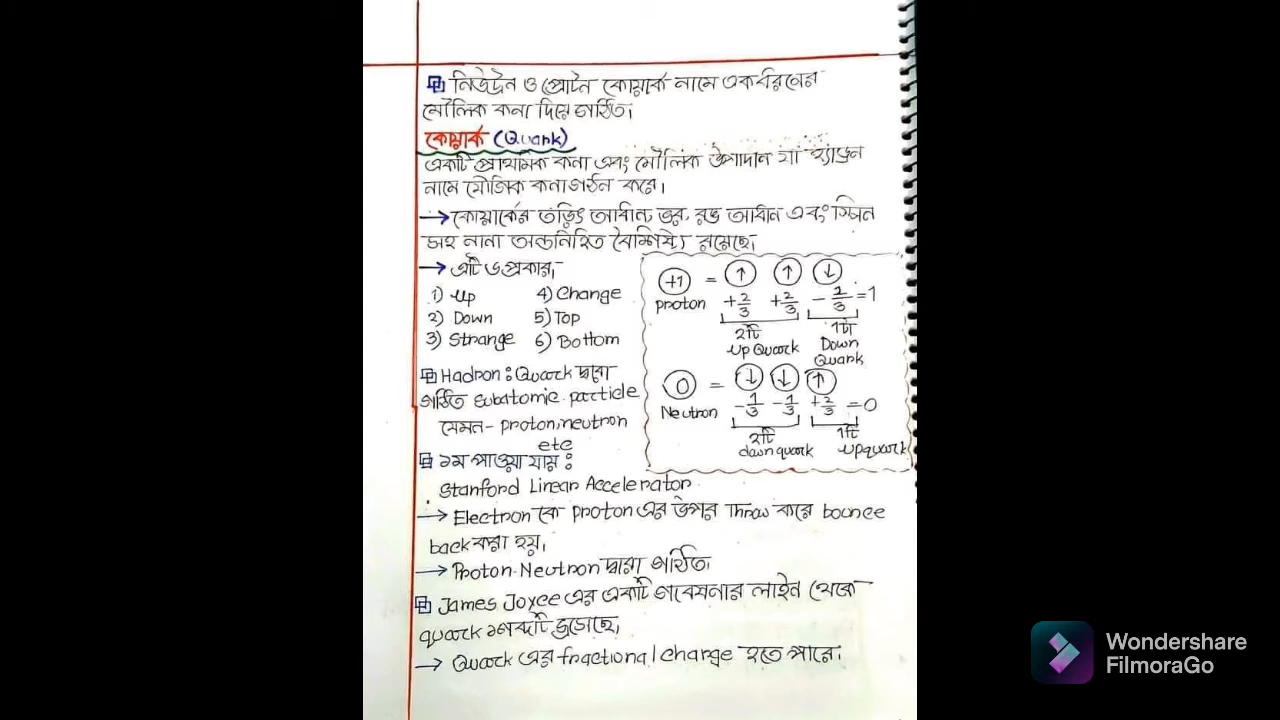 নিউট্রন ও প্রোটন কোয়ার্ক নামে একধরনের
মৌলিক কনা দিয়ে গঠিত।
কোয়ার্ক (Quark)
একটি প্রাথমিক কনা এবং মৌলিক উপাদান যা হ্যাড্রন
নামে যৌগিক কনা গঠন করে।
→ কোয়ার্কের তড়িৎ আধান, ভর, রঙ আধান এবং স্পিন
সহ নানা অন্তর্নিহিত বৈশিষ্ট্য রয়েছে,
→ এটি ৬ প্রকার,
1) up 4) Change
2) Down 5) Top
3) Strange 6) Bottom
+1 = ↑ ↑ ↓
proton +2/3 +2/3 -1/3 =1
2টি 1টা
up Quark Down
Quark
0 = ↓ ↓ ↑
Neutron -1/3 -1/3 +2/3 =0
2টি 1টি
down quark up quark
Hadron : Quark দ্বারা
গঠিত subatomic particle
যেমন - proton, neutron
etc
১ম পাওয়া যায় :
Stanford Linear Accelerator
→ Electron কে proton এর উপর Throw করে bounce
back করা হয়,
→ Proton-Neutron দ্বারা গঠিত
James Joyce এর একটি গবেষনার লাইন থেকে
quark শব্দটি
→ Quark এর fractional change হতে পারে।
Wondershare
FilmoraGo